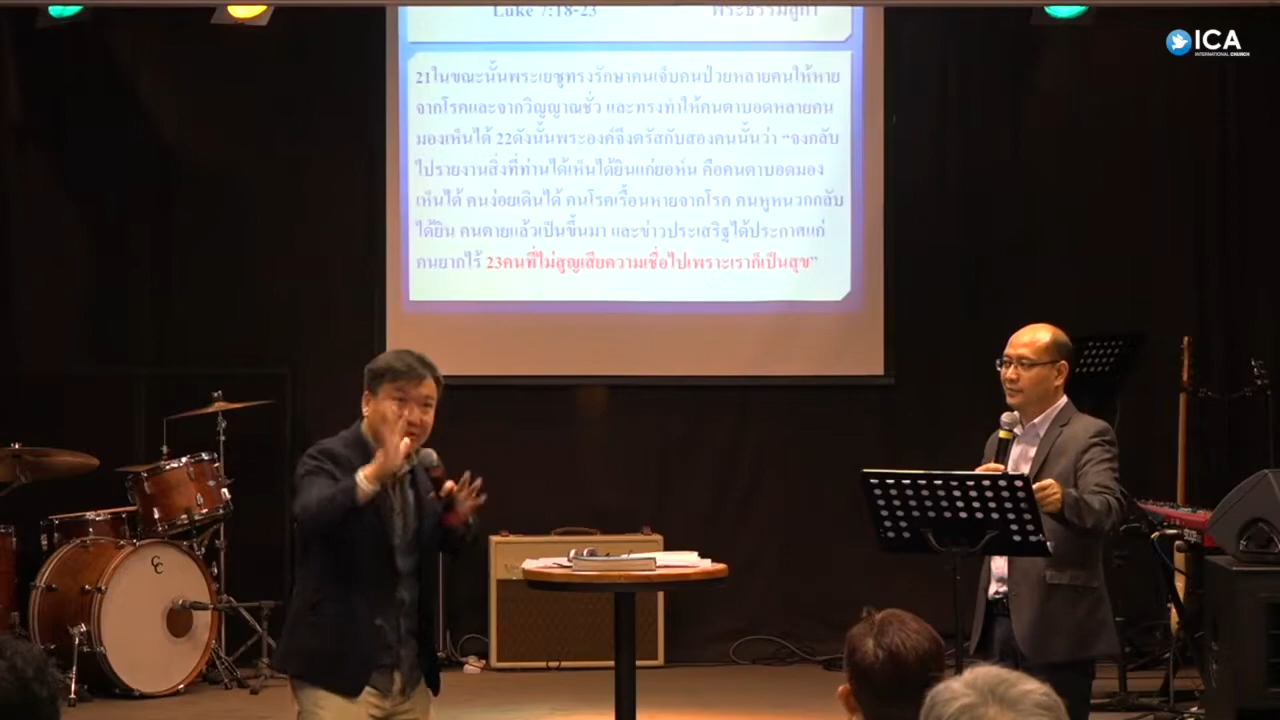 Luke 7:18-23 พระธรรมลูกา
ICA
INTERNATIONAL CHURCH
21ในขณะนั้นพระเยซูทรงรักษาคนเจ็บคนป่วยหลายคนให้หาย
จากโรคและจากวิญญาณชั่ว และทรงทำให้คนตาบอดหลายคน
มองเห็นได้ 22ดังนั้นพระองค์จึงตรัสกับสองคนนั้นว่า “จงกลับ
ไปรายงานสิ่งที่ท่านได้เห็นได้ยินแก่ยอห์น คือคนตาบอดมอง
เห็นได้ คนง่อยเดินได้ คนโรคเรื้อนหายจากโรค คนหูหนวกกลับ
ได้ยิน คนตายแล้วเป็นขึ้นมา และข่าวประเสริฐได้ประกาศแก่
คนยากไร้ 23คนที่ไม่สูญเสียความเชื่อไปเพราะเราก็เป็นสุข”
CC